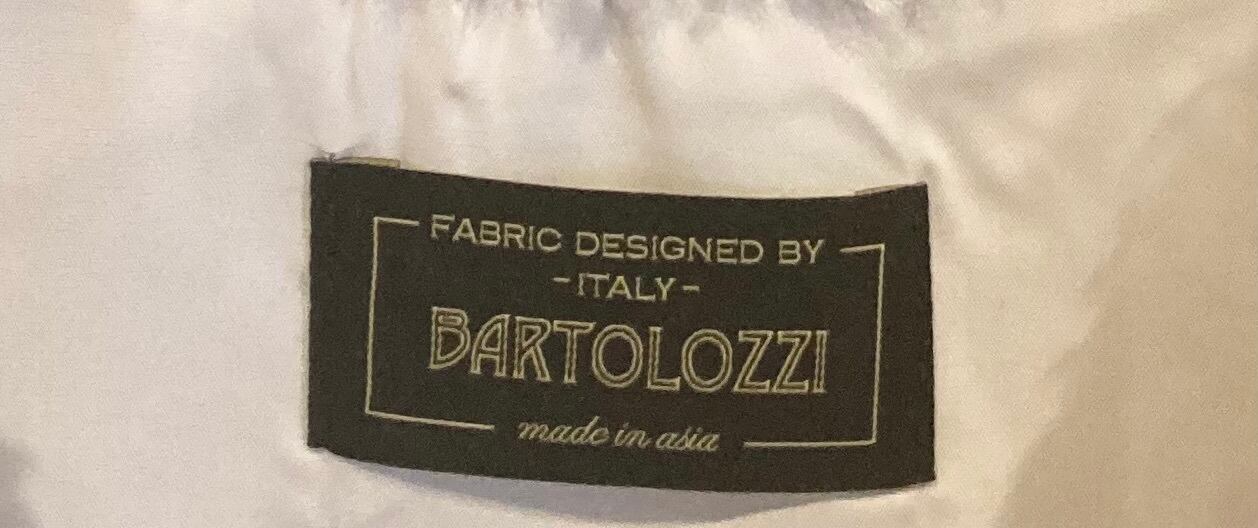 FABRIC DESIGNED BY
-ITALY-
BARTOLOZZI
made in asia